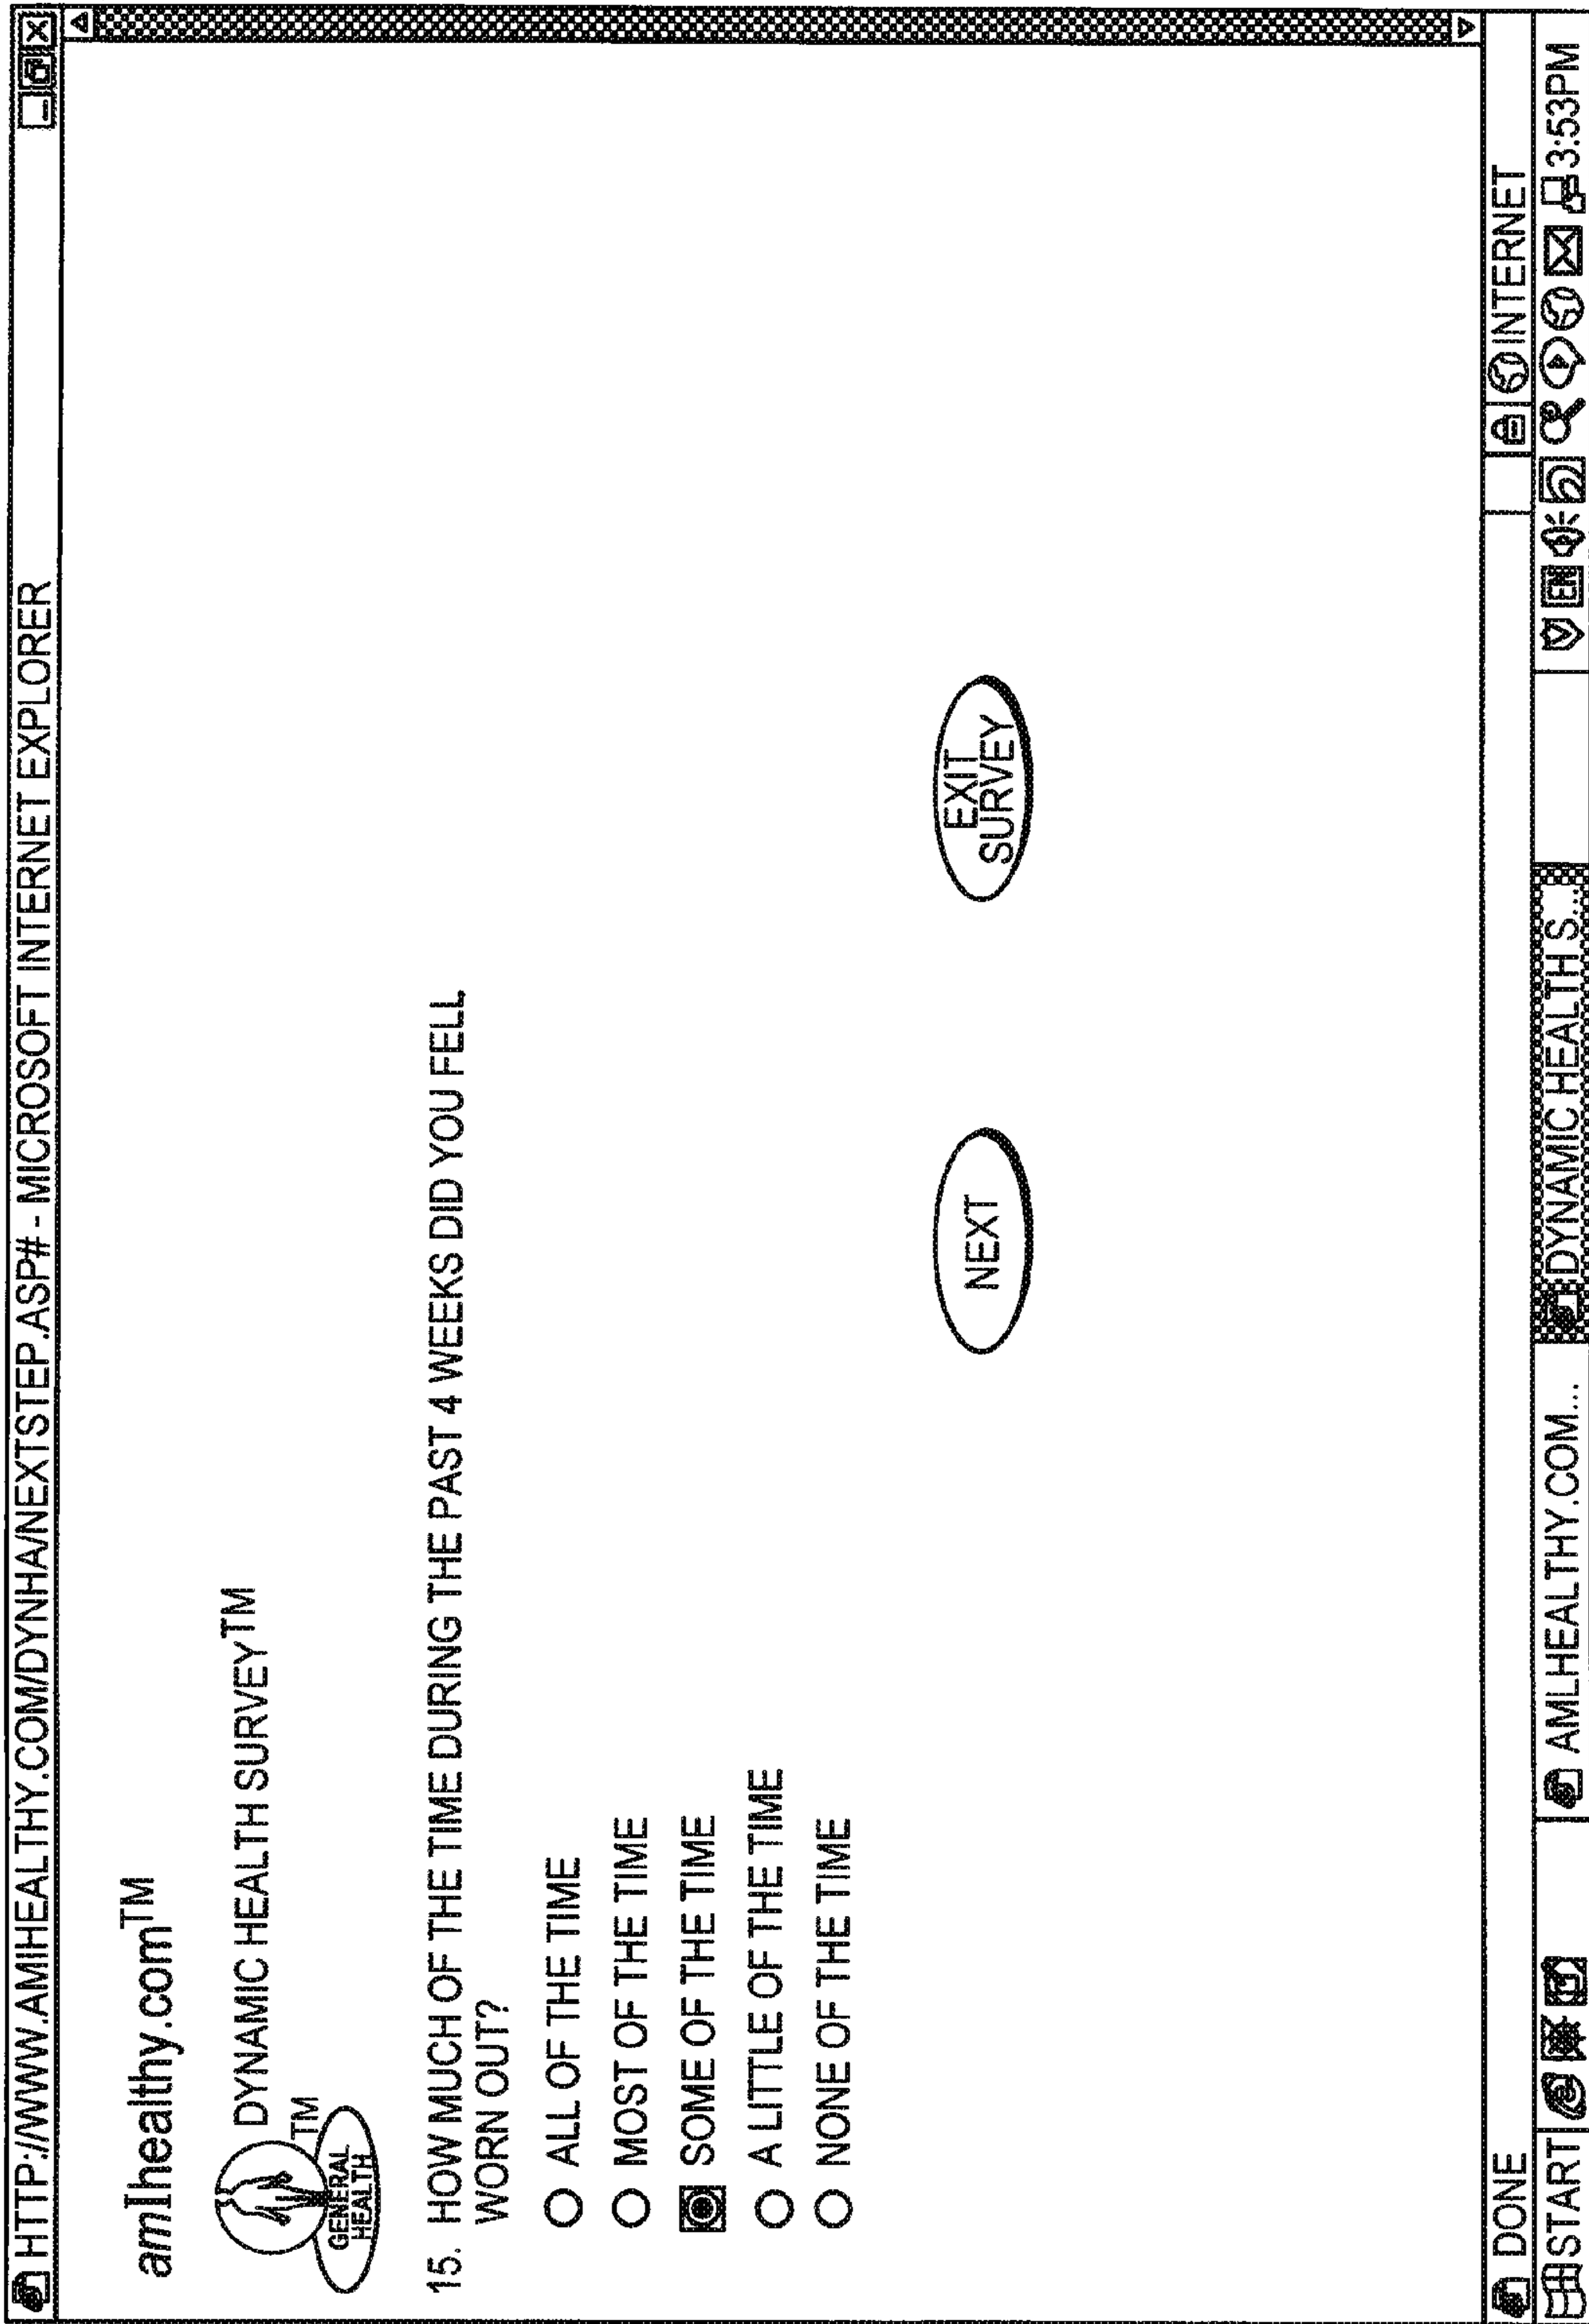 HTTP://WWW.AMIHEALTHY.COM/DYNHA/NEXTSTEP.ASP# - MICROSOFT INTERNET EXPLORER
amIhealthy.com™
DYNAMIC HEALTH SURVEY™
TM
GENERAL
HEALTH
15. HOW MUCH OF THE TIME DURING THE PAST 4 WEEKS DID YOU FELL
WORN OUT?
ALL OF THE TIME
MOST OF THE TIME
SOME OF THE TIME
A LITTLE OF THE TIME
NONE OF THE TIME
NEXT
EXIT
SURVEY
DONE
INTERNET
START
AMLHEALTHY.COM...
DYNAMIC HEALTH S...
EN
3:53PM